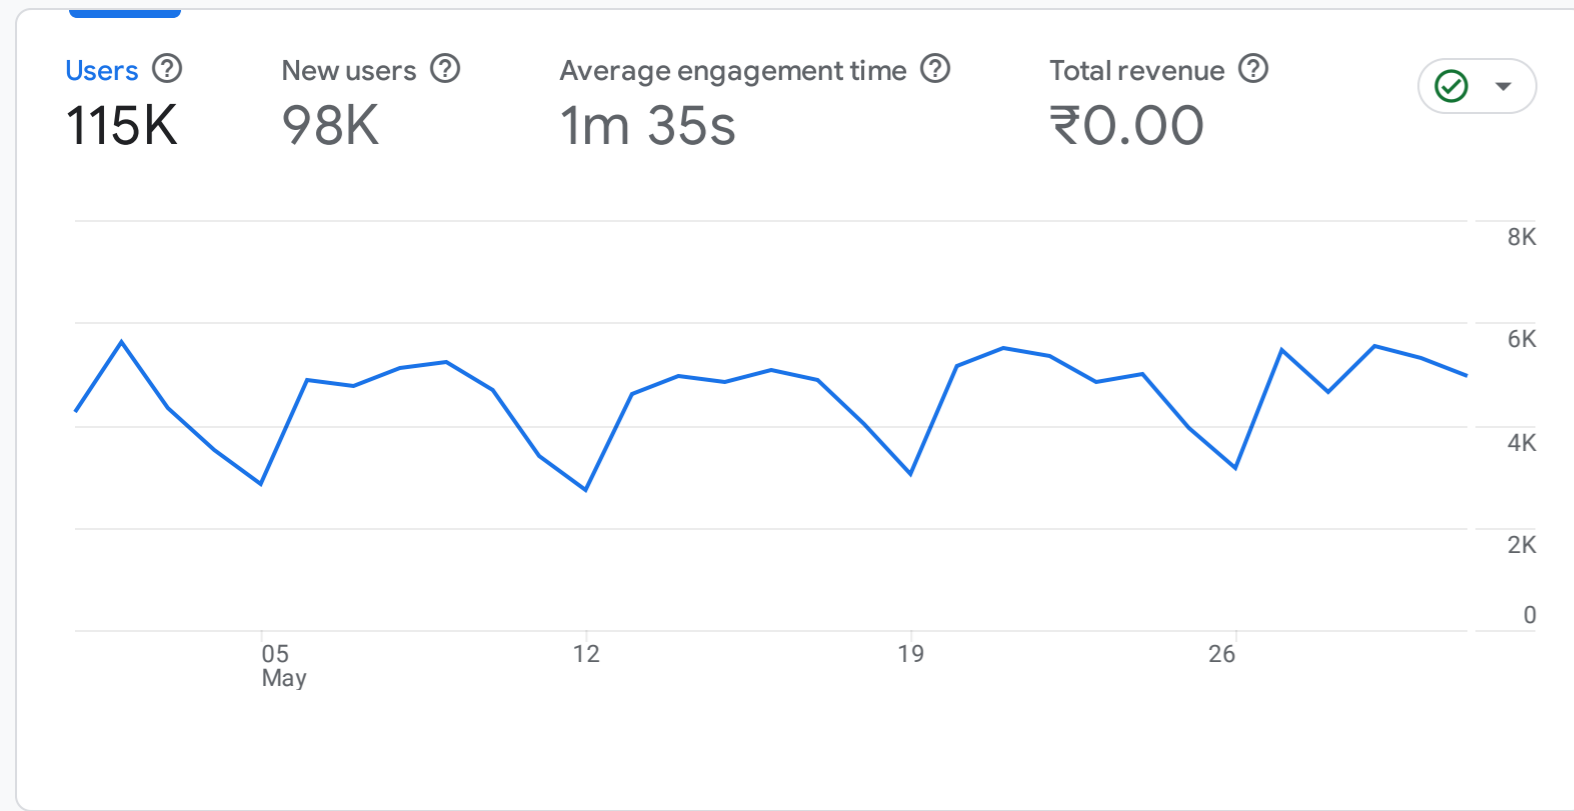 Users
115K
New users
98K
Average engagement time
1m 35s
Total revenue
₹0.00
8K
6K
4K
2K
0
05
May
12
19
26